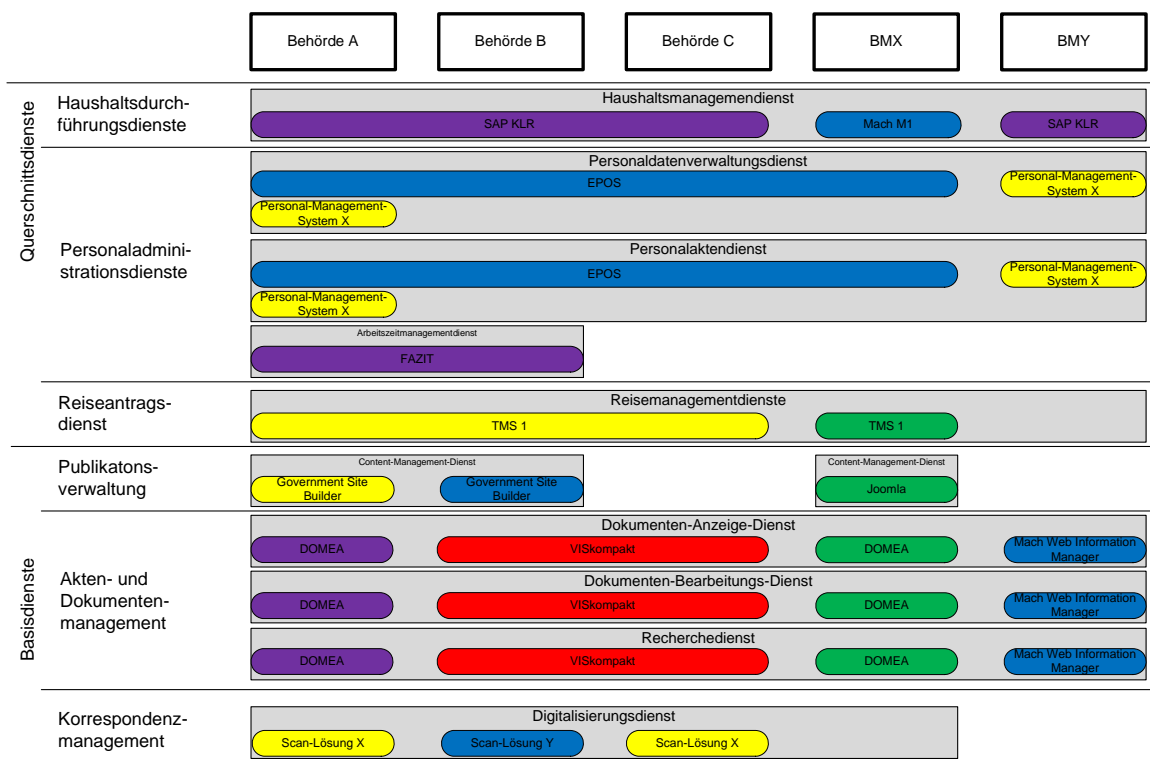 Behörde A
Behörde B
Behörde C
BMX
BMY
Querschnittsdienste
Haushaltsdurch-
führungsdienste
Haushaltsmanagemendienst
SAP KLR
Mach M1
SAP KLR
Personaladmini-
strationsdienste
Personaldatenverwaltungsdienst
EPOS
Personal-Management-
System X
Personal-Management-
System X
Personalaktendienst
EPOS
Personal-Management-
System X
Personal-Management-
System X
Arbeitszeitmanagementdienst
FAZIT
Reiseantrags-
dienst
Reisemanagementdienste
TMS 1
TMS 1
Basisdienste
Publikatons-
verwaltung
Content-Management-Dienst
Government Site
Builder
Government Site
Builder
Content-Management-Dienst
Joomla
Akten- und
Dokumenten-
management
Dokumenten-Anzeige-Dienst
DOMEA
VISkompakt
DOMEA
Mach Web Information
Manager
Dokumenten-Bearbeitungs-Dienst
DOMEA
VISkompakt
DOMEA
Mach Web Information
Manager
Recherchedienst
DOMEA
VISkompakt
DOMEA
Mach Web Information
Manager
Korrespondenz-
management
Digitalisierungsdienst
Scan-Lösung X
Scan-Lösung Y
Scan-Lösung X